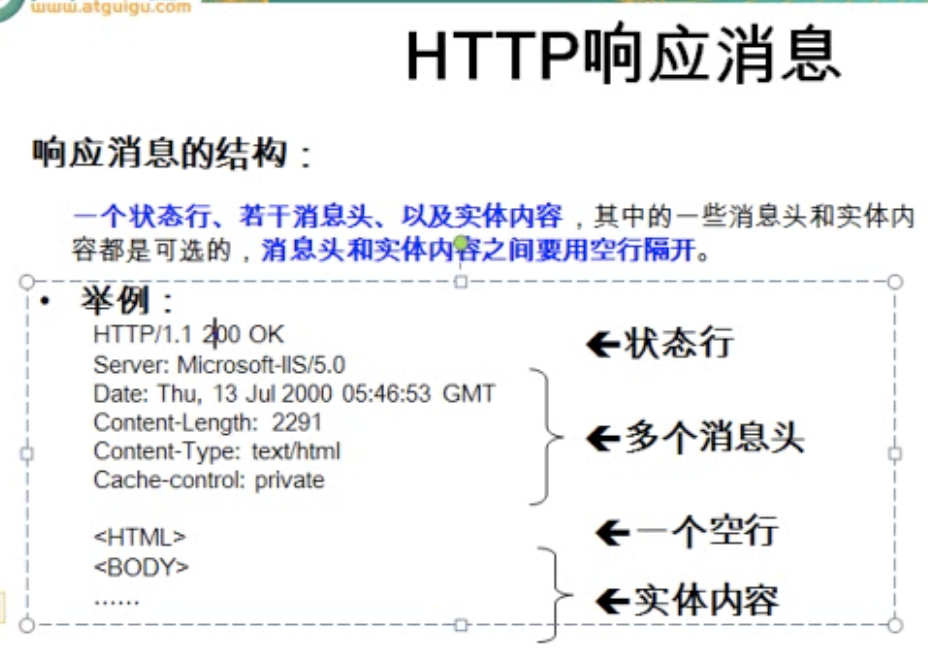 www.atguigu.com
HTTP响应消息
响应消息的结构：
一个状态行、若干消息头、以及实体内容，其中的一些消息头和实体内
容都是可选的，消息头和实体内容之间要用空行隔开。
• 举例：
HTTP/1.1 200 OK
←状态行
Server: Microsoft-IIS/5.0
Date: Thu, 13 Jul 2000 05:46:53 GMT
Content-Length: 2291
Content-Type: text/html
Cache-control: private
←多个消息头
←一个空行
<HTML>
<BODY>
......
←实体内容